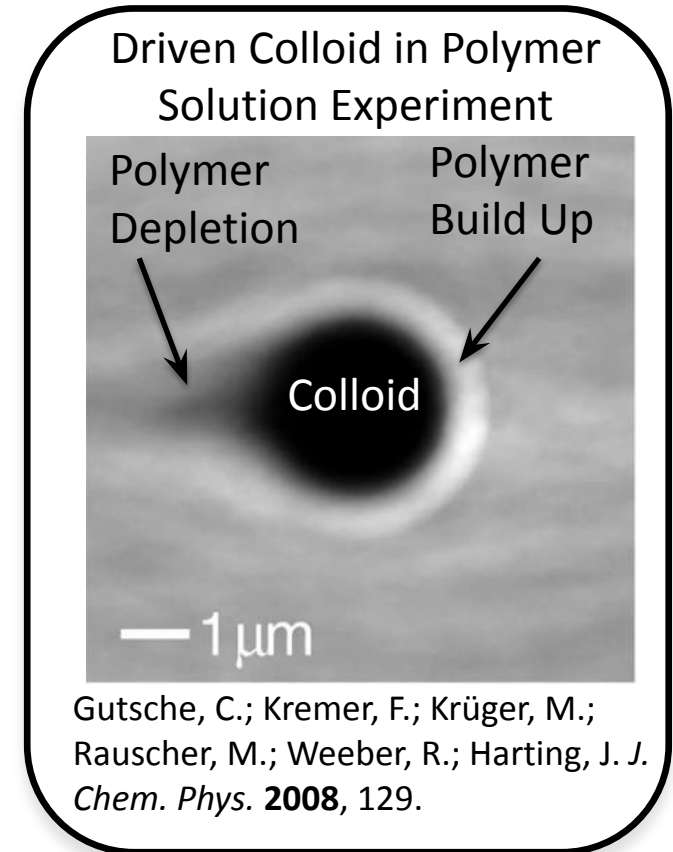 Driven Colloid in Polymer
Solution Experiment
Polymer
Depletion
Polymer
Build Up
Colloid
1 μm
Gutsche, C.; Kremer, F.; Krüger, M.;
Rauscher, M.; Weeber, R.; Harting, J. J.
Chem. Phys. 2008, 129.